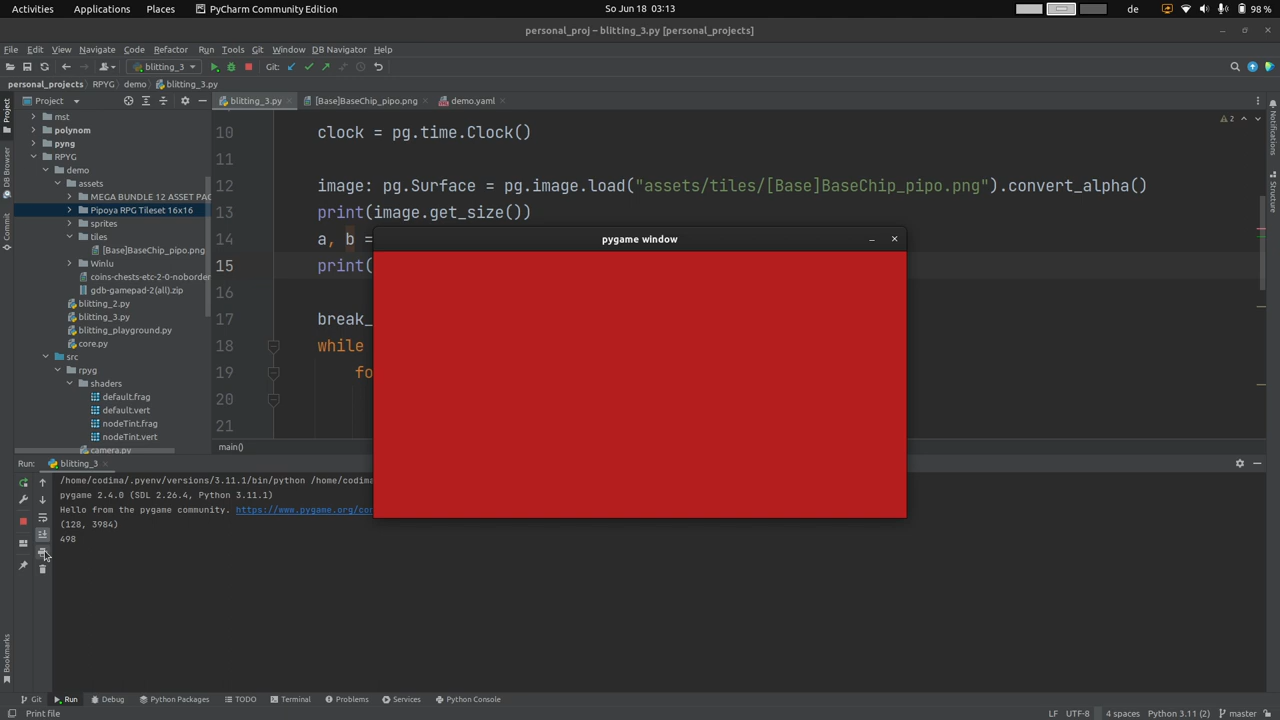 Activities Applications Places PyCharm Community Edition So Jun 18 03:13 de 98 %
personal_proj – blitting_3.py [personal_projects]
File Edit View Navigate Code Refactor Run Tools Git Window DB Navigator Help
blitting_3 Git:
personal_projects RPYG demo blitting_3.py
Project blitting_3.py [Base]BaseChip_pipo.png demo.yaml
Project
DB Browser
Commit
Bookmarks
mst
polynom
pyng
RPYG
demo
assets
MEGA BUNDLE 12 ASSET PAC
Pipoya RPG Tileset 16x16
sprites
tiles
[Base]BaseChip_pipo.png
Winlu
coins-chests-etc-2-0-noborder
gdb-gamepad-2(all).zip
blitting_2.py
blitting_3.py
blitting_playground.py
core.py
src
rpyg
shaders
default.frag
default.vert
nodeTint.frag
nodeTint.vert
camera.py
2
10 clock = pg.time.Clock()
11
12 image: pg.Surface = pg.image.load("assets/tiles/[Base]BaseChip_pipo.png").convert_alpha()
13 print(image.get_size())
14 a, b =
15 print(
16
17 break_
18 while
19 fo
20
21
main()
pygame window
Notifications
Structure
Run: blitting_3
/home/codima/.pyenv/versions/3.11.1/bin/python /home/codima
pygame 2.4.0 (SDL 2.26.4, Python 3.11.1)
Hello from the pygame community. https://www.pygame.org/con
(128, 3984)
498
Git Run Debug Python Packages TODO Terminal Problems Services Python Console
Print file LF UTF-8 4 spaces Python 3.11 (2) master